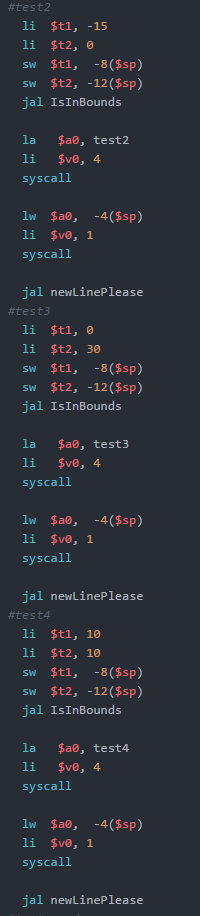 #test2
li $t1, -15
li $t2, 0
sw $t1, -8($sp)
sw $t2, -12($sp)
jal IsInBounds
la $a0, test2
li $v0, 4
syscall
lw $a0, -4($sp)
li $v0, 1
syscall
jal newLinePlease
#test3
li $t1, 0
li $t2, 30
sw $t1, -8($sp)
sw $t2, -12($sp)
jal IsInBounds
la $a0, test3
li $v0, 4
syscall
lw $a0, -4($sp)
li $v0, 1
syscall
jal newLinePlease
#test4
li $t1, 10
li $t2, 10
sw $t1, -8($sp)
sw $t2, -12($sp)
jal IsInBounds
la $a0, test4
li $v0, 4
syscall
lw $a0, -4($sp)
li $v0, 1
syscall
jal newLinePlease